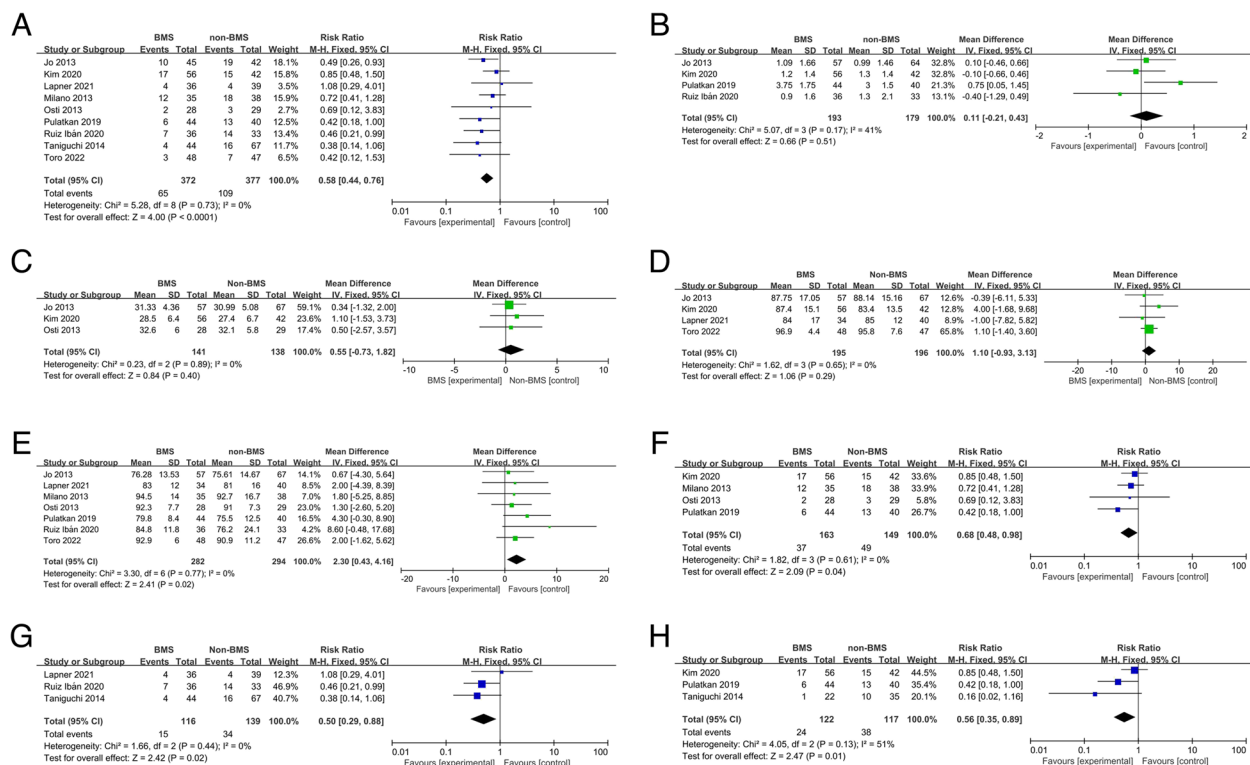 A
BMS non-BMS Risk Ratio Risk Ratio
Study or Subgroup Events Total Events Total Weight M-H. Fixed. 95% CI M-H. Fixed. 95% CI
Jo 2013 10 45 19 42 18.2% 0.49 [0.26, 0.93]
Kim 2020 17 56 15 42 15.8% 0.85 [0.48, 1.50]
Lapner 2021 4 36 4 39 3.5% 1.08 [0.29, 4.01]
Milano 2013 12 35 18 38 15.9% 0.72 [0.41, 1.28]
Osti 2013 2 28 3 29 2.7% 0.69 [0.12, 3.83]
Pulatkan 2019 6 44 13 40 12.6% 0.42 [0.18, 1.00]
Ruiz Ibán 2020 7 36 14 33 13.5% 0.46 [0.21, 0.99]
Taniguchi 2014 4 44 16 67 11.7% 0.38 [0.14, 1.06]
Toro 2022 3 48 7 47 6.5% 0.42 [0.12, 1.53]
Total (95% CI) 372 377 100.0% 0.58 [0.44, 0.76]
Total events 65 109
Heterogeneity: Chi² = 5.28, df = 8 (P = 0.73); I² = 0%
Test for overall effect: Z = 4.00 (P < 0.0001)
0.01 0.1 1 10 100
Favours [experimental] Favours [control]
B
BMS non-BMS Mean Difference Mean Difference
Study or Subgroup Mean SD Total Mean SD Total Weight IV. Fixed. 95% CI IV. Fixed. 95% CI
Jo 2013 1.09 1.66 57 0.99 1.46 64 32.8% 0.10 [-0.46, 0.66]
Kim 2020 1.2 1.4 56 1.3 1.4 42 32.8% -0.10 [-0.66, 0.46]
Pulatkan 2019 3.75 1.75 44 3 1.5 40 21.3% 0.75 [0.05, 1.45]
Ruiz Ibán 2020 0.9 1.6 36 1.3 2.1 33 13.1% -0.40 [-1.29, 0.49]
Total (95% CI) 193 179 100.0% 0.11 [-0.21, 0.43]
Heterogeneity: Chi² = 5.07, df = 3 (P = 0.17); I² = 41%
Test for overall effect: Z = 0.66 (P = 0.51)
-2 -1 0 1 2
Favours [experimental] Favours [control]
C
BMS Non-BMS Mean Difference Mean Difference
Study or Subgroup Mean SD Total Mean SD Total Weight IV. Fixed. 95% CI IV. Fixed. 95% CI
Jo 2013 31.33 4.36 57 30.99 5.08 67 59.1% 0.34 [-1.32, 2.00]
Kim 2020 28.5 6.4 56 27.4 6.7 42 23.6% 1.10 [-1.53, 3.73]
Osti 2013 32.6 6 28 32.1 5.8 29 17.4% 0.50 [-2.57, 3.57]
Total (95% CI) 141 138 100.0% 0.55 [-0.73, 1.82]
Heterogeneity: Chi² = 0.23, df = 2 (P = 0.89); I² = 0%
Test for overall effect: Z = 0.84 (P = 0.40)
-10 -5 0 5 10
BMS [experimental] Non-BMS [control]
D
BMS Non-BMS Mean Difference Mean Difference
Study or Subgroup Mean SD Total Mean SD Total Weight IV. Fixed. 95% CI IV. Fixed. 95% CI
Jo 2013 87.75 17.05 57 88.14 15.16 67 12.6% -0.39 [-6.11, 5.33]
Kim 2020 87.4 15.1 56 83.4 13.5 42 12.8% 4.00 [-1.68, 9.68]
Lapner 2021 84 17 34 85 12 40 8.9% -1.00 [-7.82, 5.82]
Toro 2022 96.9 4.4 48 95.8 7.6 47 65.7% 1.10 [-1.40, 3.60]
Total (95% CI) 195 196 100.0% 1.10 [-0.93, 3.13]
Heterogeneity: Chi² = 1.62, df = 3 (P = 0.65); I² = 0%
Test for overall effect: Z = 1.06 (P = 0.29)
-20 -10 0 10 20
BMS [experimental] Non-BMS [control]
E
BMS non-BMS Mean Difference Mean Difference
Study or Subgroup Mean SD Total Mean SD Total Weight IV. Fixed. 95% CI IV. Fixed. 95% CI
Jo 2013 76.28 13.53 57 75.61 14.67 67 14.1% 0.67 [-4.30, 5.64]
Lapner 2021 83 12 34 81 16 40 8.5% 2.00 [-4.39, 8.39]
Milano 2013 94.5 14 35 92.7 16.7 38 7.0% 1.80 [-5.25, 8.85]
Osti 2013 92.3 7.7 28 91 7.3 29 23.0% 1.30 [-2.60, 5.20]
Pulatkan 2019 79.8 8.4 44 75.5 12.5 40 16.5% 4.30 [-0.30, 8.90]
Ruiz Ibán 2020 84.8 11.8 36 76.2 24.1 33 4.2% 8.60 [-0.48, 17.68]
Toro 2022 92.9 6 48 90.9 11.2 47 26.6% 2.00 [-1.62, 5.62]
Total (95% CI) 282 294 100.0% 2.30 [0.43, 4.16]
Heterogeneity: Chi² = 3.30, df = 6 (P = 0.77); I² = 0%
Test for overall effect: Z = 2.41 (P = 0.02)
-20 -10 0 10 20
Favours [experimental] Favours [control]
F
BMS Non-BMS Risk Ratio Risk Ratio
Study or Subgroup Events Total Events Total Weight M-H. Fixed. 95% CI M-H. Fixed. 95% CI
Kim 2020 17 56 15 42 33.6% 0.85 [0.48, 1.50]
Milano 2013 12 35 18 38 33.8% 0.72 [0.41, 1.28]
Osti 2013 2 28 3 29 5.8% 0.69 [0.12, 3.83]
Pulatkan 2019 6 44 13 40 26.7% 0.42 [0.18, 1.00]
Total (95% CI) 163 149 100.0% 0.68 [0.48, 0.98]
Total events 37 49
Heterogeneity: Chi² = 1.82, df = 3 (P = 0.61); I² = 0%
Test for overall effect: Z = 2.09 (P = 0.04)
0.01 0.1 1 10 100
Favours [experimental] Favours [control]
G
BMS Non-BMS Risk Ratio Risk Ratio
Study or Subgroup Events Total Events Total Weight M-H. Fixed. 95% CI M-H. Fixed. 95% CI
Lapner 2021 4 36 4 39 12.3% 1.08 [0.29, 4.01]
Ruiz Ibán 2020 7 36 14 33 46.9% 0.46 [0.21, 0.99]
Taniguchi 2014 4 44 16 67 40.7% 0.38 [0.14, 1.06]
Total (95% CI) 116 139 100.0% 0.50 [0.29, 0.88]
Total events 15 34
Heterogeneity: Chi² = 1.66, df = 2 (P = 0.44); I² = 0%
Test for overall effect: Z = 2.42 (P = 0.02)
0.01 0.1 1 10 100
Favours [experimental] Favours [control]
H
BMS non-BMS Risk Ratio Risk Ratio
Study or Subgroup Events Total Events Total Weight M-H. Fixed. 95% CI M-H. Fixed. 95% CI
Kim 2020 17 56 15 42 44.4% 0.85 [0.48, 1.50]
Pulatkan 2019 6 44 13 40 35.4% 0.42 [0.18, 1.00]
Taniguchi 2014 1 22 10 35 20.1% 0.16 [0.02, 1.16]
Total (95% CI) 122 117 100.0% 0.56 [0.35, 0.89]
Total events 24 38
Heterogeneity: Chi² = 4.05, df = 2 (P = 0.13); I² = 51%
Test for overall effect: Z = 2.47 (P = 0.01)
0.01 0.1 1 10 100
Favours [experimental] Favours [control]